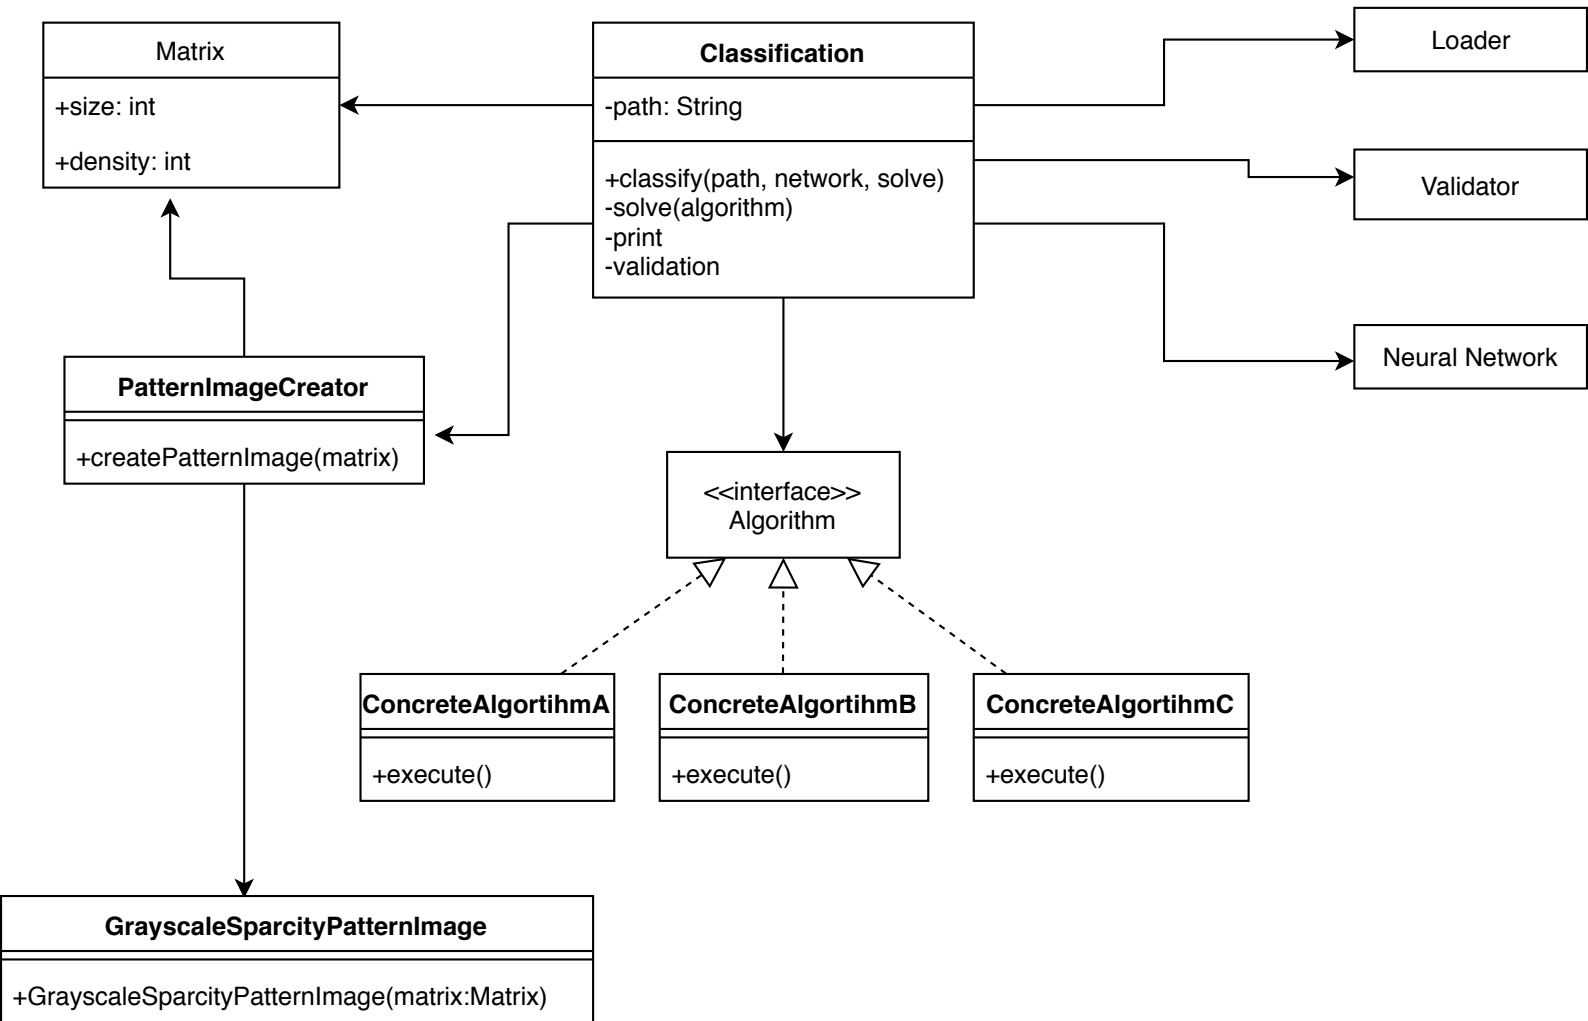 Matrix
+size: int
+density: int
Classification
-path: String
+classify(path, network, solve)
-solve(algorithm)
-print
-validation
Loader
Validator
Neural Network
PatternImageCreator
+createPatternImage(matrix)
<<interface>>
Algorithm
ConcreteAlgortihmA
+execute()
ConcreteAlgortihmB
+execute()
ConcreteAlgortihmC
+execute()
GrayscaleSparcityPatternImage
+GrayscaleSparcityPatternImage(matrix:Matrix)